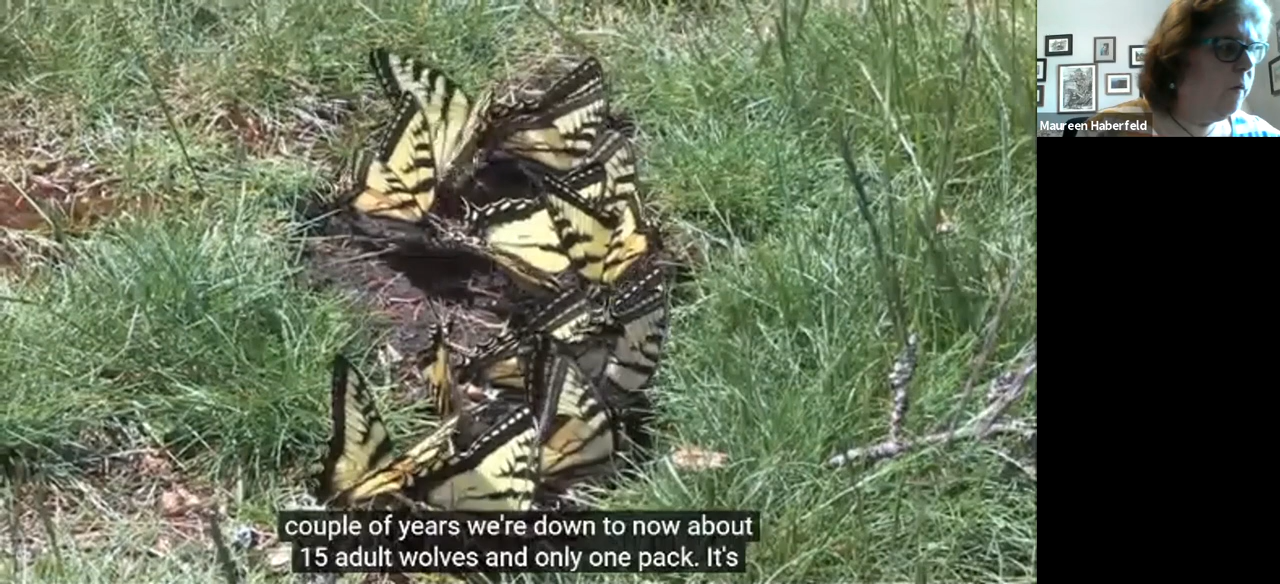 Maureen Haberfeld
couple of years we're down to now about
15 adult wolves and only one pack. It's